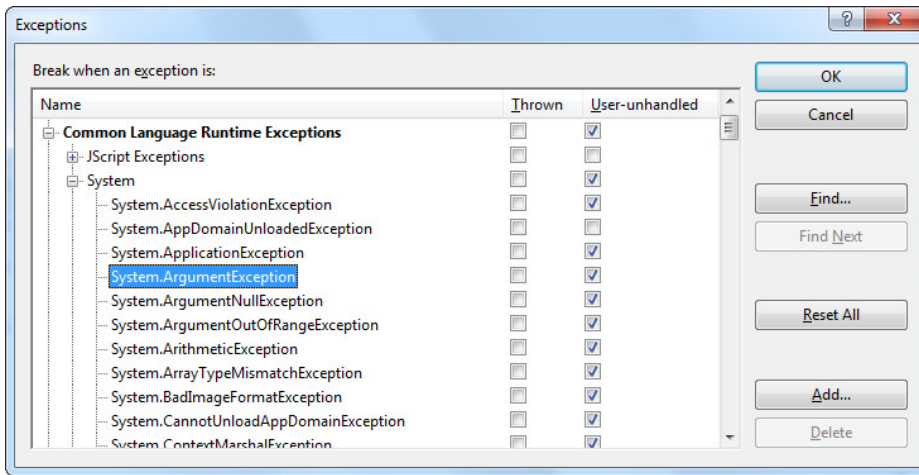 Exceptions
Break when an exception is:
Name Thrown User-unhandled
Common Language Runtime Exceptions
JScript Exceptions
System
System.AccessViolationException
System.AppDomainUnloadedException
System.ApplicationException
System.ArgumentException
System.ArgumentNullException
System.ArgumentOutOfRangeException
System.ArithmeticException
System.ArrayTypeMismatchException
System.BadImageFormatException
System.CannotUnloadAppDomainException
System.ContextMarshalException
OK
Cancel
Find...
Find Next
Reset All
Add...
Delete